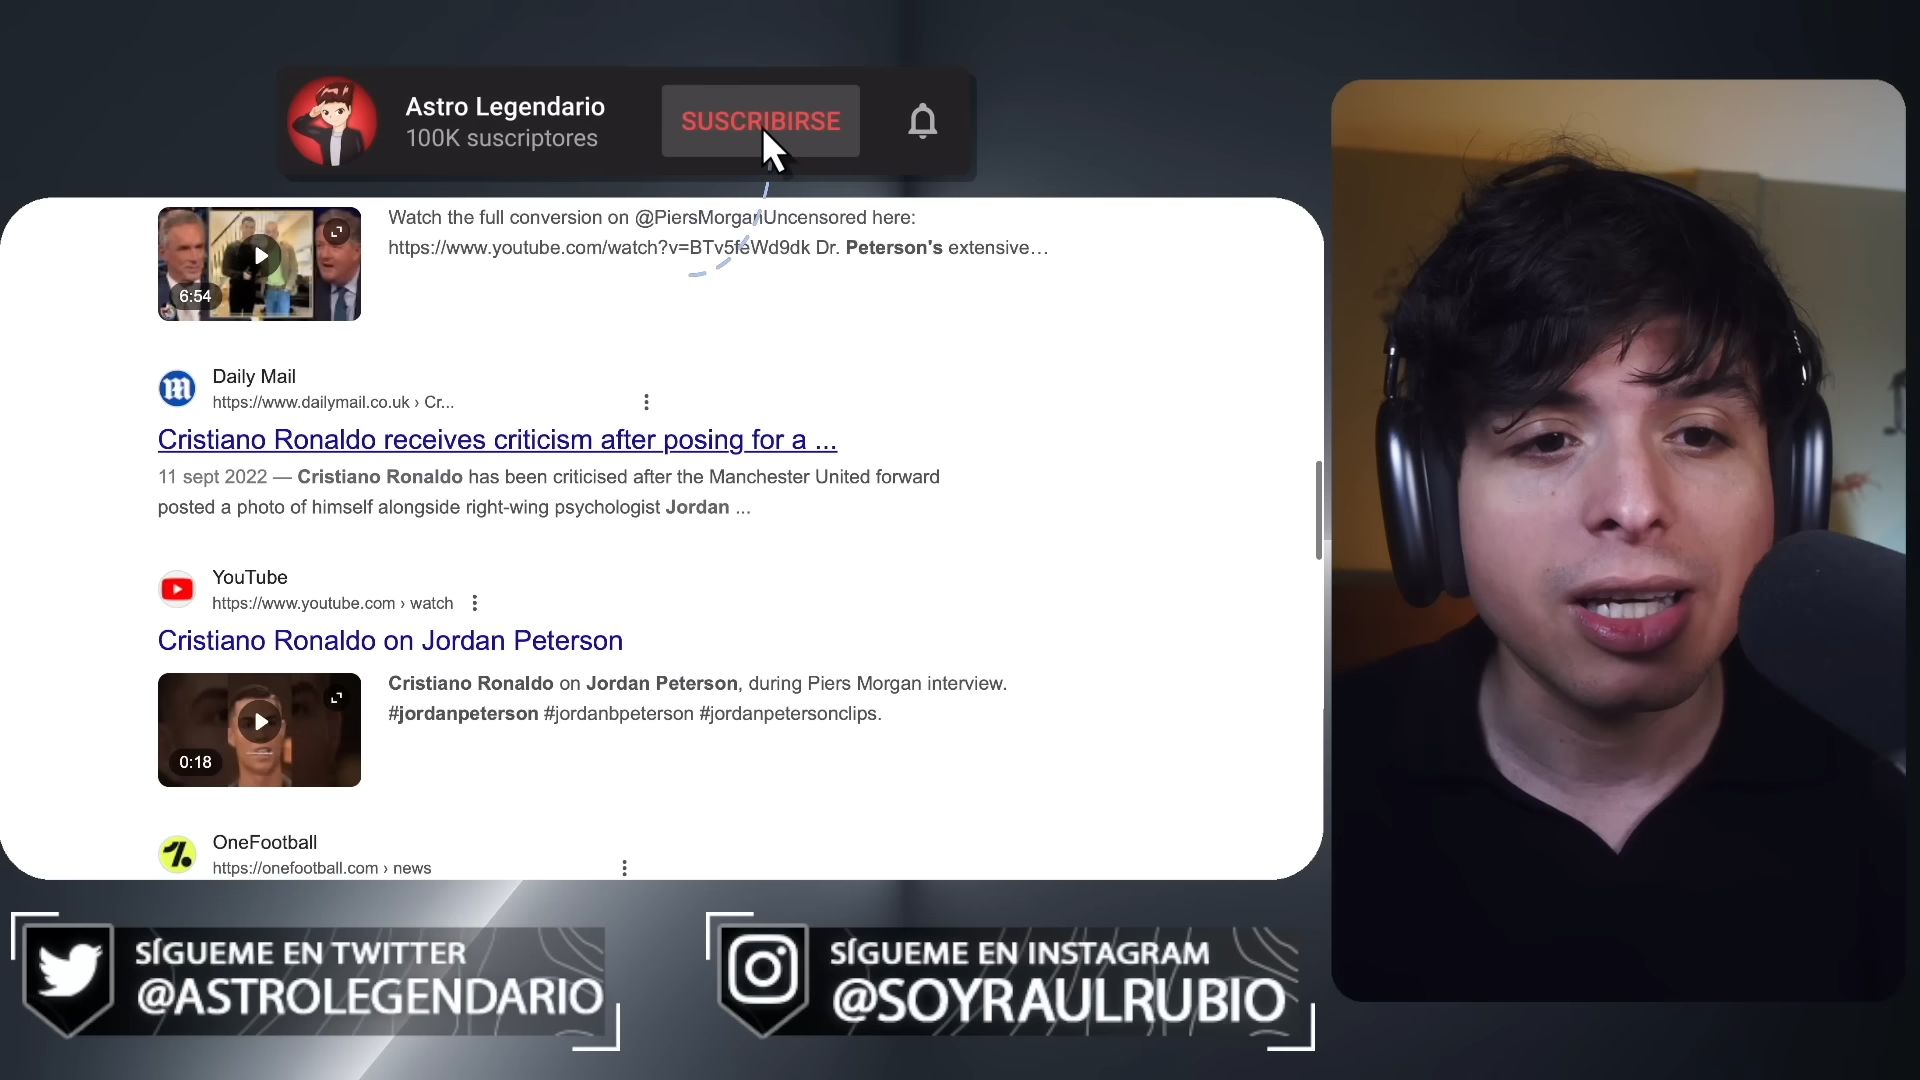 Astro Legendario
100K suscriptores
SUSCRIBIRSE
Watch the full conversion on @PiersMorganUncensored here:
https://www.youtube.com/watch?v=BTv5feWd9dk Dr. Peterson's extensive…
6:54
Daily Mail
https://www.dailymail.co.uk › Cr...
Cristiano Ronaldo receives criticism after posing for a ...
11 sept 2022 — Cristiano Ronaldo has been criticised after the Manchester United forward
posted a photo of himself alongside right-wing psychologist Jordan ...
YouTube
https://www.youtube.com › watch
Cristiano Ronaldo on Jordan Peterson
Cristiano Ronaldo on Jordan Peterson, during Piers Morgan interview.
#jordanpeterson #jordanbpeterson #jordanpetersonclips.
0:18
OneFootball
https://onefootball.com › news
SÍGUEME EN TWITTER
@ASTROLEGENDARIO
SÍGUEME EN INSTAGRAM
@SOYRAULRUBIO